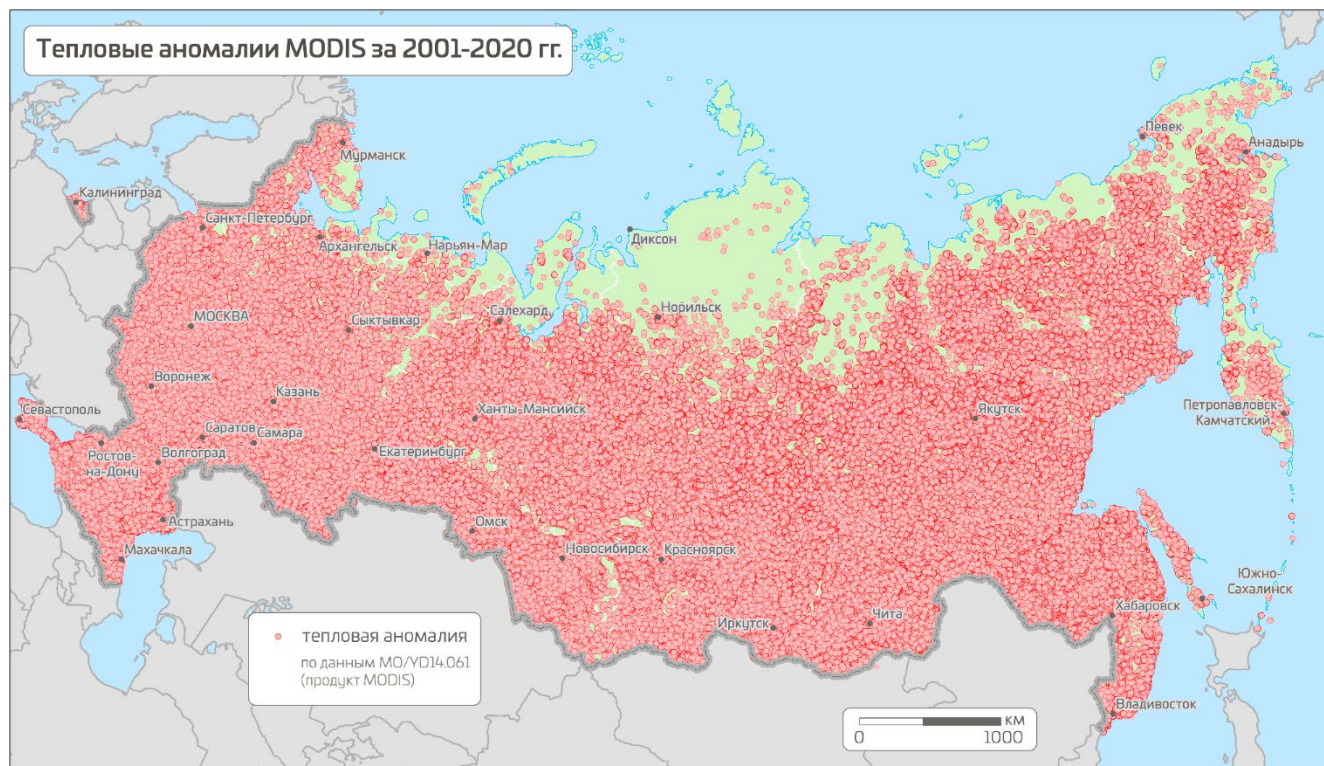 Тепловые аномалии MODIS за 2001-2020 гг.
Певек
Анадырь
Мурманск
Калининград
Санкт-Петербург
Архангельск
Нарьян-Мар
Диксон
Салехард
Норильск
МОСКВА
Сыктывкар
Воронеж
Казань
Ханты-Мансийск
Якутск
Севастополь
Петропавловск-
Камчатский
Саратов
Самара
Ростов-
на-Дону
Волгоград
Екатеринбург
Астрахань
Омск
Махачкала
Новосибирск
Красноярск
Южно-
Сахалинск
Хабаровск
Иркутск
Чита
Владивосток
тепловая аномалия
по данным MO/YD14.061
(продукт MODIS)
км
0 1000